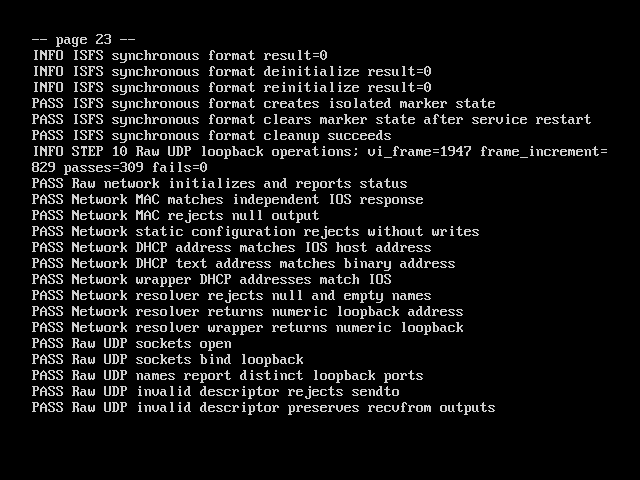 -- page 23 --
INFO ISFS synchronous format result=0
INFO ISFS synchronous format deinitialize result=0
INFO ISFS synchronous format reinitialize result=0
PASS ISFS synchronous format creates isolated marker state
PASS ISFS synchronous format clears marker state after service restart
PASS ISFS synchronous format cleanup succeeds
INFO STEP 10 Raw UDP loopback operations; vi_frame=1947 frame_increment=
829 passes=309 fails=0
PASS Raw network initializes and reports status
PASS Network MAC matches independent IOS response
PASS Network MAC rejects null output
PASS Network static configuration rejects without writes
PASS Network DHCP address matches IOS host address
PASS Network DHCP text address matches binary address
PASS Network wrapper DHCP addresses match IOS
PASS Network resolver rejects null and empty names
PASS Network resolver returns numeric loopback address
PASS Network resolver wrapper returns numeric loopback
PASS Raw UDP sockets open
PASS Raw UDP sockets bind loopback
PASS Raw UDP names report distinct loopback ports
PASS Raw UDP invalid descriptor rejects sendto
PASS Raw UDP invalid descriptor preserves recvfrom outputs